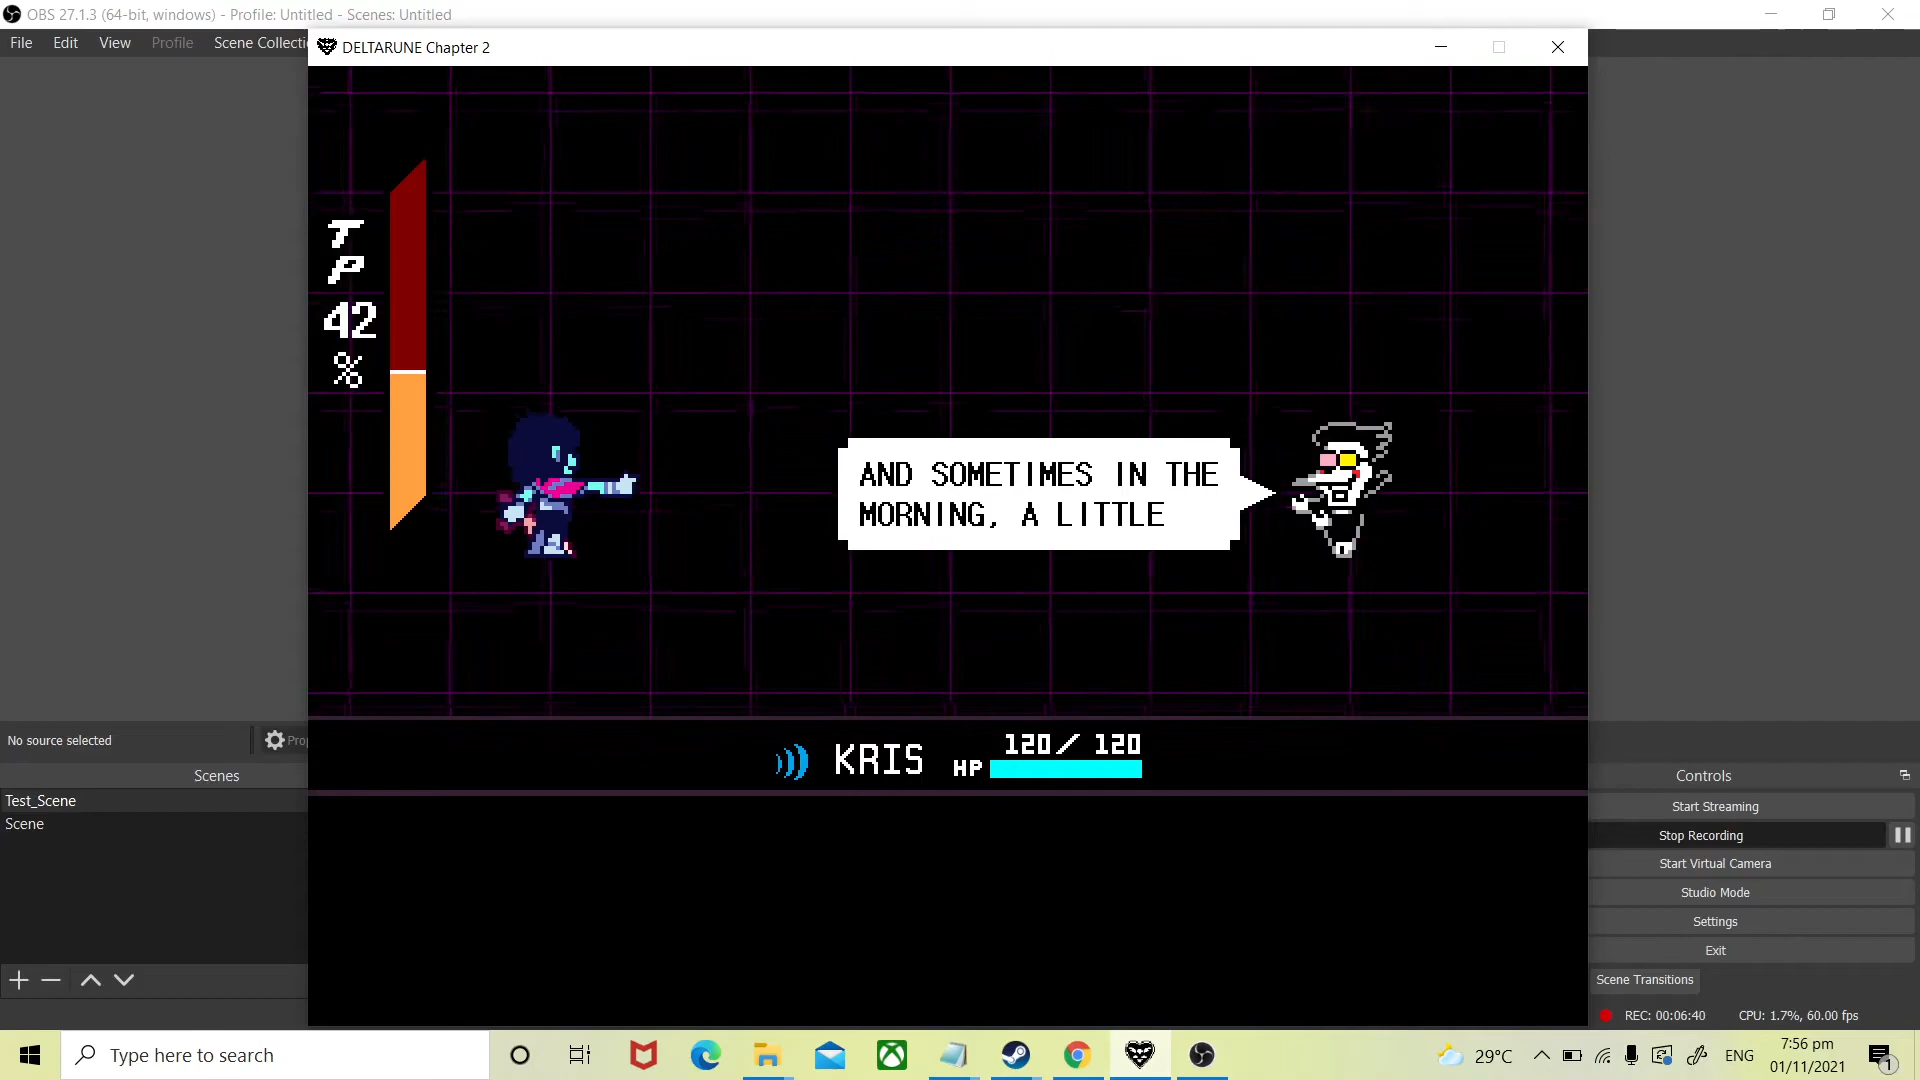 OBS 27.1.3 (64-bit, windows) - Profile: Untitled - Scenes: Untitled
File Edit View Profile Scene Collecti
DELTARUNE Chapter 2
TP
42
%
AND SOMETIMES IN THE
MORNING, A LITTLE
KRIS HP 120/ 120
No source selected
Prop
Scenes
Test_Scene
Scene
Controls
Start Streaming
Stop Recording
Start Virtual Camera
Studio Mode
Settings
Exit
Scene Transitions
REC: 00:06:40 CPU: 1.7%, 60.00 fps
Type here to search
29°C
ENG
7:56 pm
01/11/2021
1